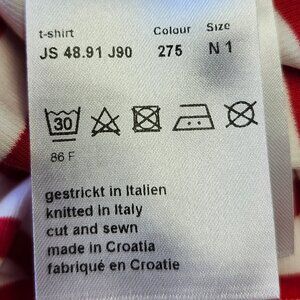 t-shirt Colour Size
JS 48.91 J90 275 N 1
30
86 F
gestrickt in Italien
knitted in Italy
cut and sewn
made in Croatia
fabriqué en Croatie